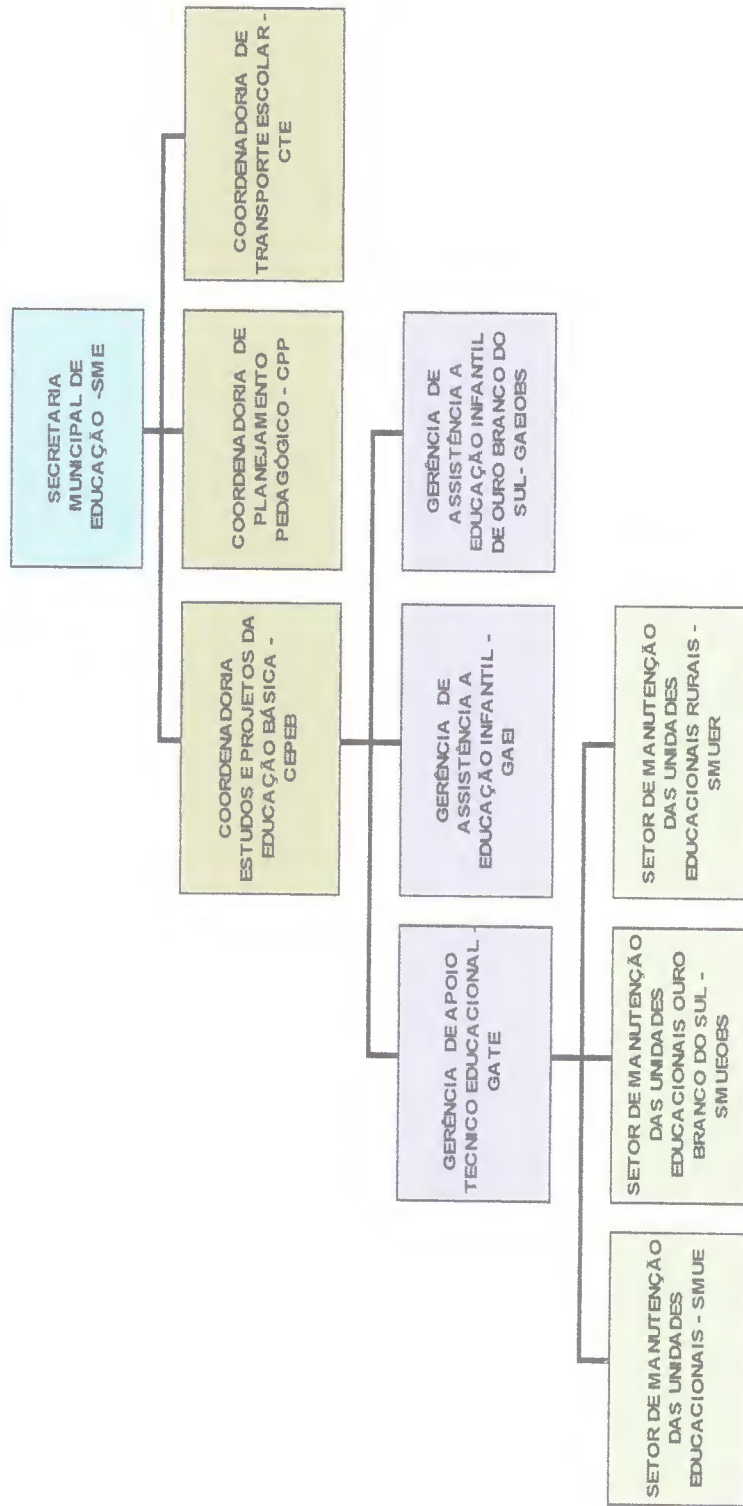 SECRETARIA
MUNICIPAL DE
EDUCAÇÃO -SME
COORDENADORIA
ESTUDOS E PROJETOS DA
EDUCAÇÃO BÁSICA -
CEPEB
COORDENADORIA DE
PLANEJAMENTO
PEDAGÓGICO - CPP
COORDENADORIA DE
TRANSPORTE ESCOLAR -
CTE
GERÊNCIA DE APOIO
TECNICO EDUCACIONAL -
GATE
GERÊNCIA DE
ASSISTÊNCIA A
EDUCAÇÃO INFANTIL -
GAEI
GERÊNCIA DE
ASSISTÊNCIA A
EDUCAÇÃO INFANTIL
DE OURO BRANCO DO
SUL- GAEIOBS
SETOR DE MANUTENÇÃO
DAS UNIDADES
EDUCACIONAIS - SMUE
SETOR DE MANUTENÇÃO
DAS UNIDADES
EDUCACIONAIS OURO
BRANCO DO SUL -
SMUEOBS
SETOR DE MANUTENÇÃO
DAS UNIDADES
EDUCACIONAIS RURAIS -
SMUER